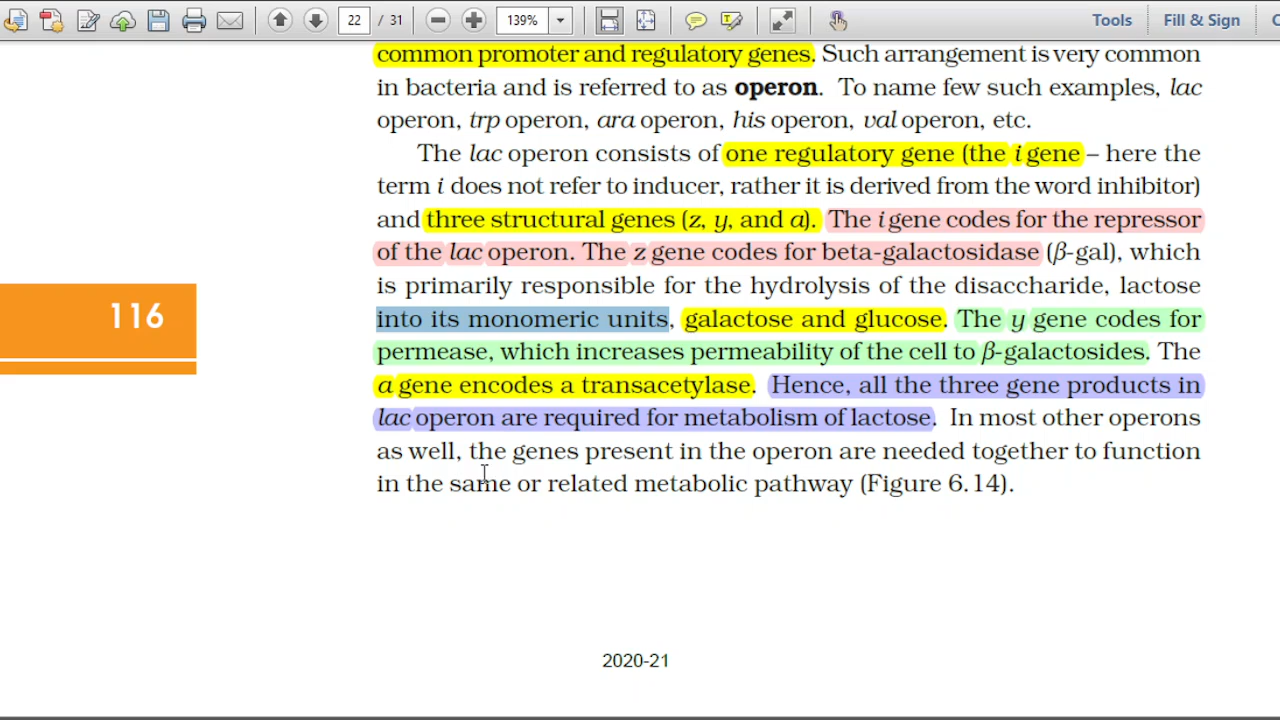 22 / 31 139% Tools Fill & Sign
common promoter and regulatory genes. Such arrangement is very common
in bacteria and is referred to as operon. To name few such examples, lac
operon, trp operon, ara operon, his operon, val operon, etc.
The lac operon consists of one regulatory gene (the i gene – here the
term i does not refer to inducer, rather it is derived from the word inhibitor)
and three structural genes (z, y, and a). The i gene codes for the repressor
of the lac operon. The z gene codes for beta-galactosidase (β-gal), which
is primarily responsible for the hydrolysis of the disaccharide, lactose
116
into its monomeric units, galactose and glucose. The y gene codes for
permease, which increases permeability of the cell to β-galactosides. The
a gene encodes a transacetylase. Hence, all the three gene products in
lac operon are required for metabolism of lactose. In most other operons
as well, the genes present in the operon are needed together to function
in the same or related metabolic pathway (Figure 6.14).
2020-21